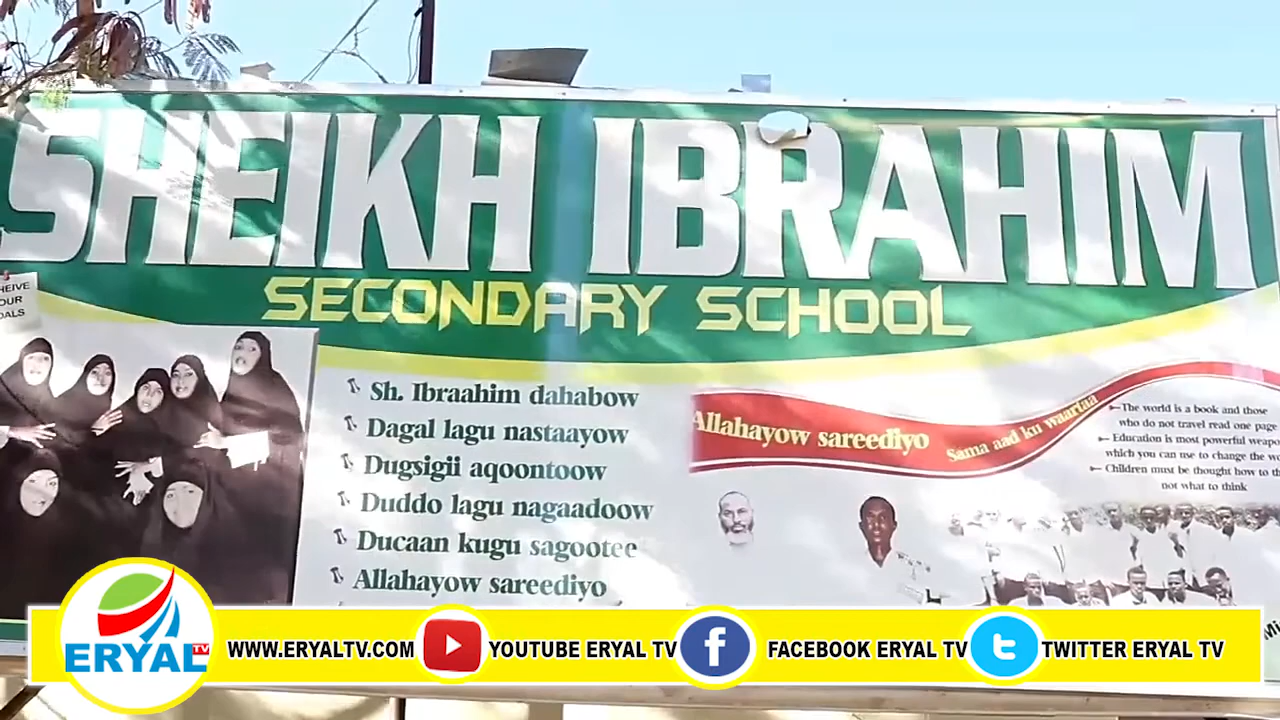 SHEIKH IBRAHIM
SECONDARY SCHOOL
OUR
Sh. Ibraahim dahabow
Dagal lagu nastaayow
Dugsigii aqoontoow
Duddo lagu nagaadoow
Ducaan kugu sagootee
Allahayow sareediyo
Allahayow sareediyo
Sama aad ku waartaa
The world is a book and those
who do not travel read one page
Education is most powerful
which you can use to change the
Children must be thought how to
not what to think
ERYAL TV
WWW.ERYALTV.COM
YOUTUBE ERYAL TV
FACEBOOK ERYAL TV
TWITTER ERYAL TV